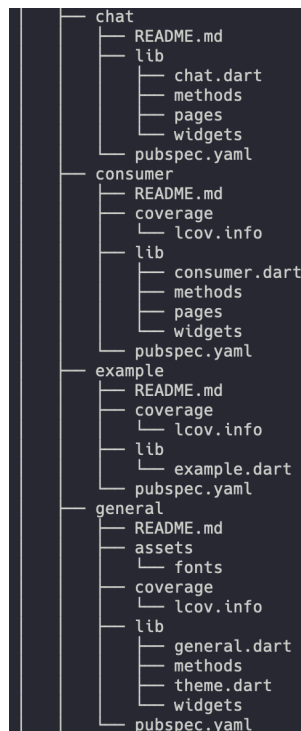 │   │   ├── chat
│   │   │   ├── README.md
│   │   │   ├── lib
│   │   │   │   ├── chat.dart
│   │   │   │   ├── methods
│   │   │   │   ├── pages
│   │   │   │   └── widgets
│   │   │   └── pubspec.yaml
│   │   ├── consumer
│   │   │   ├── README.md
│   │   │   ├── coverage
│   │   │   │   └── lcov.info
│   │   │   ├── lib
│   │   │   │   ├── consumer.dart
│   │   │   │   ├── methods
│   │   │   │   ├── pages
│   │   │   │   └── widgets
│   │   │   └── pubspec.yaml
│   │   ├── example
│   │   │   ├── README.md
│   │   │   ├── coverage
│   │   │   │   └── lcov.info
│   │   │   ├── lib
│   │   │   │   └── example.dart
│   │   │   └── pubspec.yaml
│   │   ├── general
│   │   │   ├── README.md
│   │   │   ├── assets
│   │   │   │   └── fonts
│   │   │   ├── coverage
│   │   │   │   └── lcov.info
│   │   │   ├── lib
│   │   │   │   ├── general.dart
│   │   │   │   ├── methods
│   │   │   │   ├── theme.dart
│   │   │   │   └── widgets
│   │   │   └── pubspec.yaml